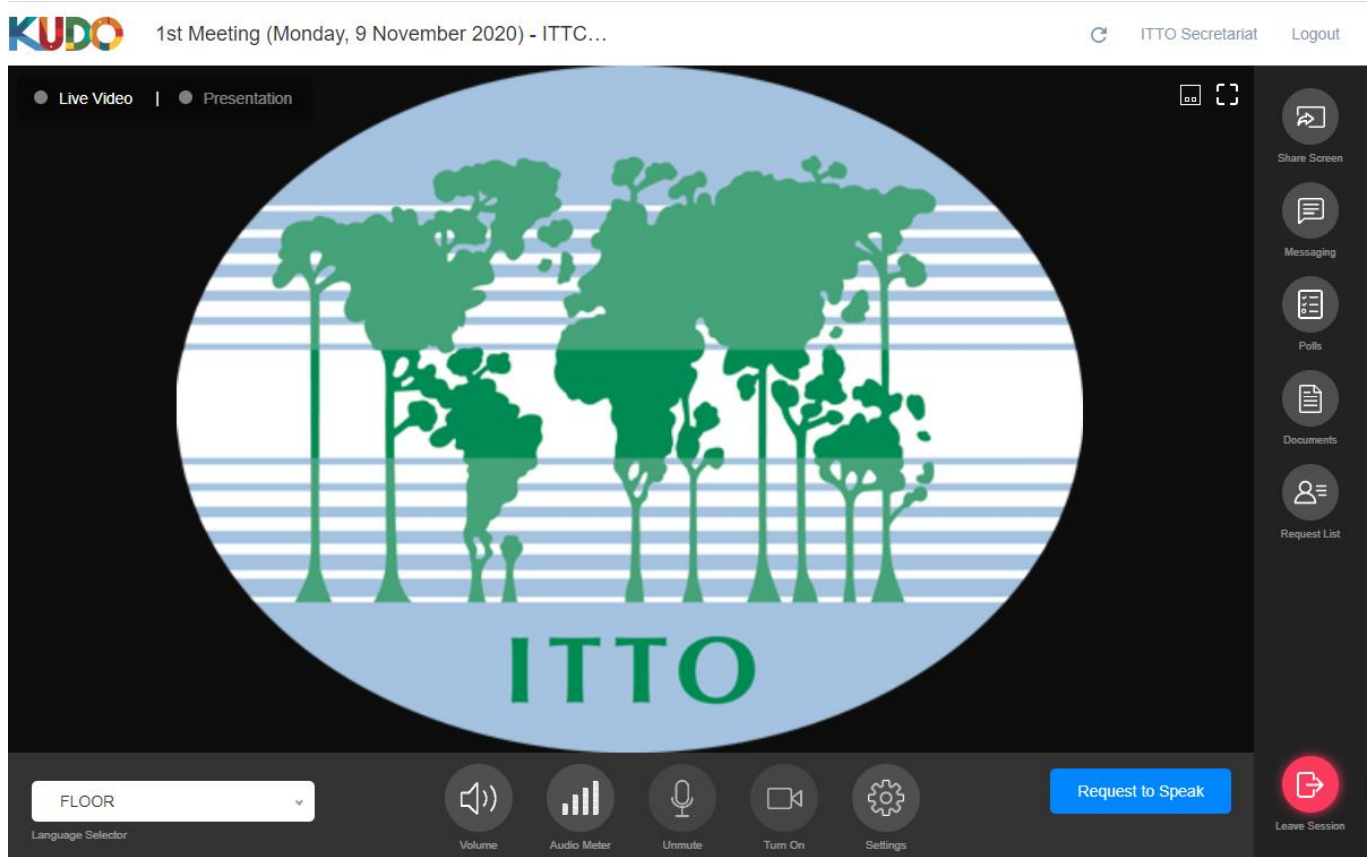 KUDO
1st Meeting (Monday, 9 November 2020) - ITTC...
ITTO Secretariat
Logout
Live Video | Presentation
Share Screen
Messaging
Polls
Documents
Request List
ITTO
FLOOR
Language Selector
Volume
Audio Meter
Unmute
Turn On
Settings
Request to Speak
Leave Session